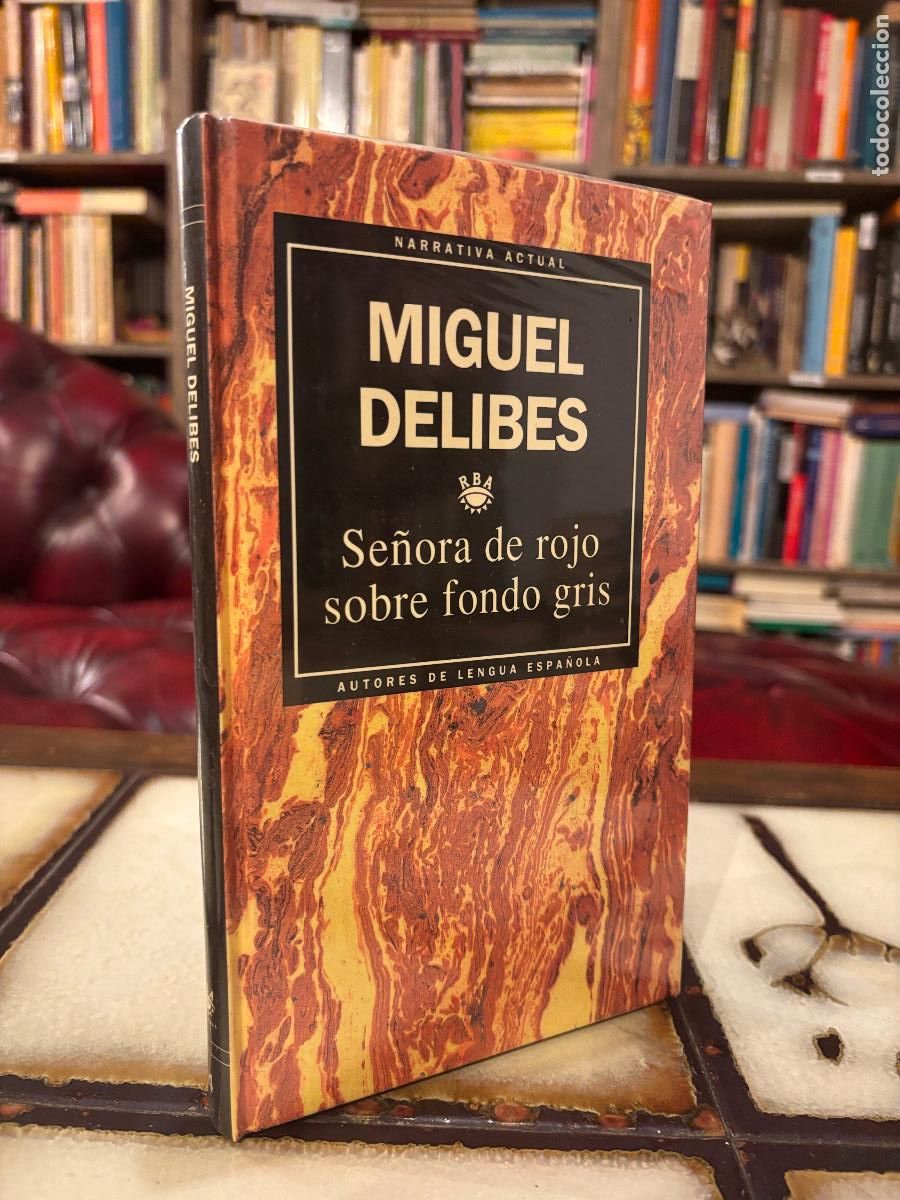 NARRATIVA ACTUAL
MIGUEL
DELIBES
RBA
Señora de rojo
sobre fondo gris
AUTORES DE LENGUA ESPAÑOLA
MIGUEL DELIBES
todocoleccion